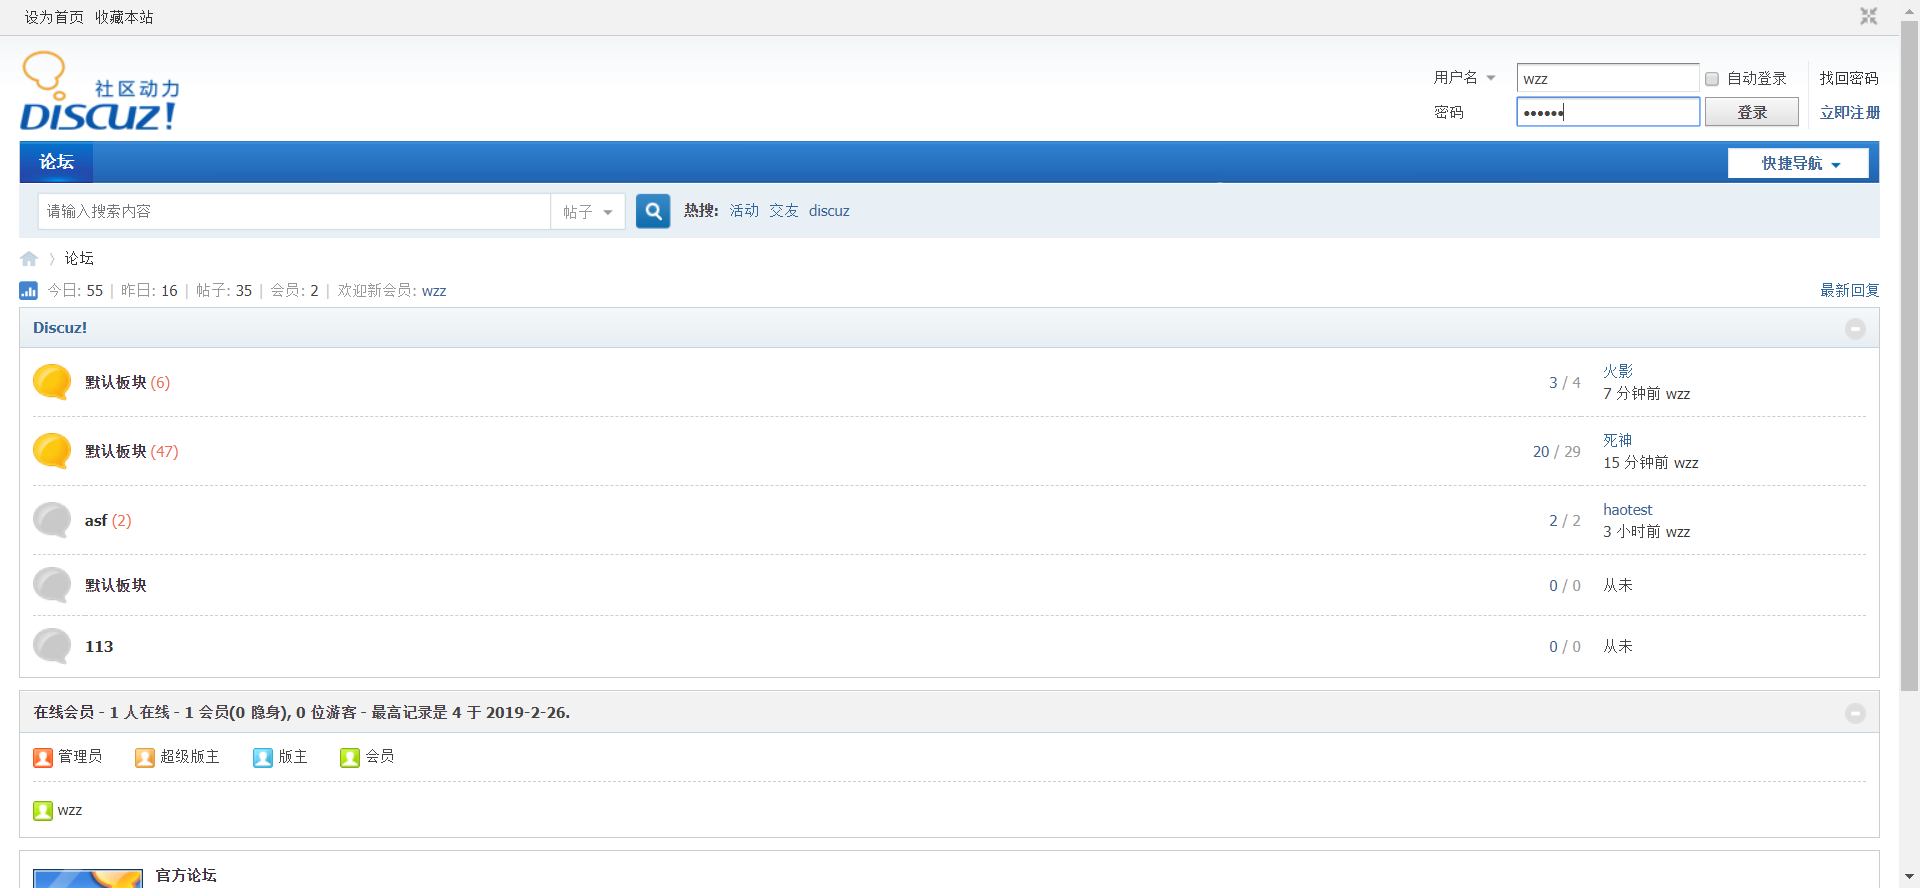 设为首页 收藏本站
社区动力
DISCUZ!
用户名 wzz 自动登录 找回密码
密码 •••••• 登录 立即注册
论坛 快捷导航
请输入搜索内容 帖子 热搜: 活动 交友 discuz
论坛
今日: 55 | 昨日: 16 | 帖子: 35 | 会员: 2 | 欢迎新会员: wzz 最新回复
Discuz!
默认板块 (6) 3 / 4 火影
7 分钟前 wzz
默认板块 (47) 20 / 29 死神
15 分钟前 wzz
asf (2) 2 / 2 haotest
3 小时前 wzz
默认板块 0 / 0 从未
113 0 / 0 从未
在线会员 - 1 人在线 - 1 会员(0 隐身), 0 位游客 - 最高记录是 4 于 2019-2-26.
管理员 超级版主 版主 会员
wzz
官方论坛